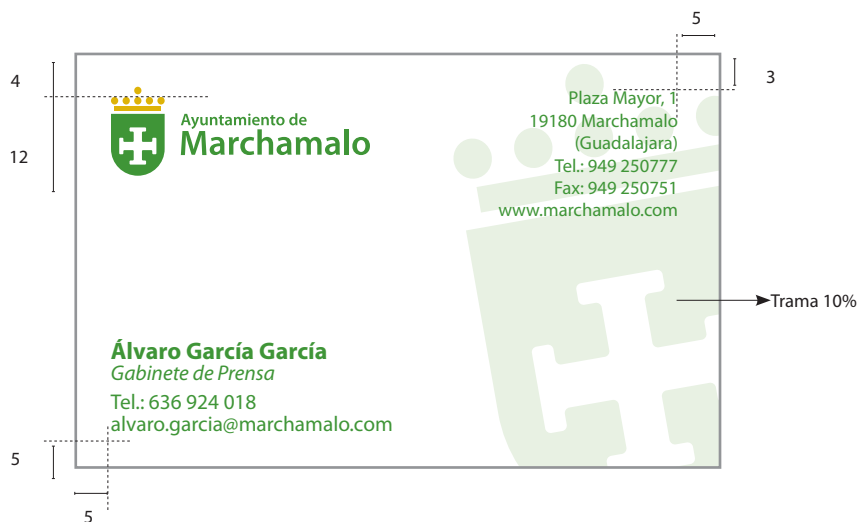 5
4
3
12
Ayuntamiento de
Marchamalo
Plaza Mayor, 1
19180 Marchamalo
(Guadalajara)
Tel.: 949 250777
Fax: 949 250751
www.marchamalo.com
Trama 10%
Álvaro García García
Gabinete de Prensa
Tel.: 636 924 018
alvaro.garcia@marchamalo.com
5
5